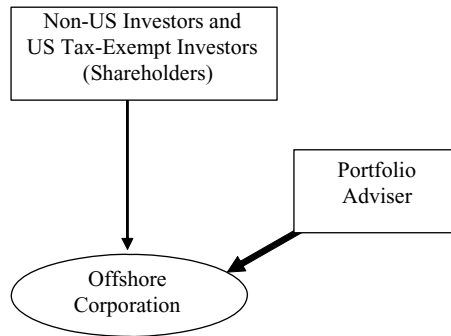 Non-US Investors and
US Tax-Exempt Investors
(Shareholders)
Portfolio
Adviser
Offshore
Corporation